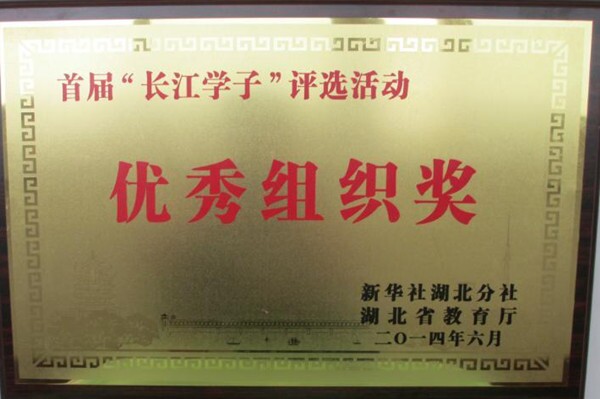 首届“长江学子”评选活动
优秀组织奖
新华社湖北分社
湖北省教育厅
二〇一四年六月